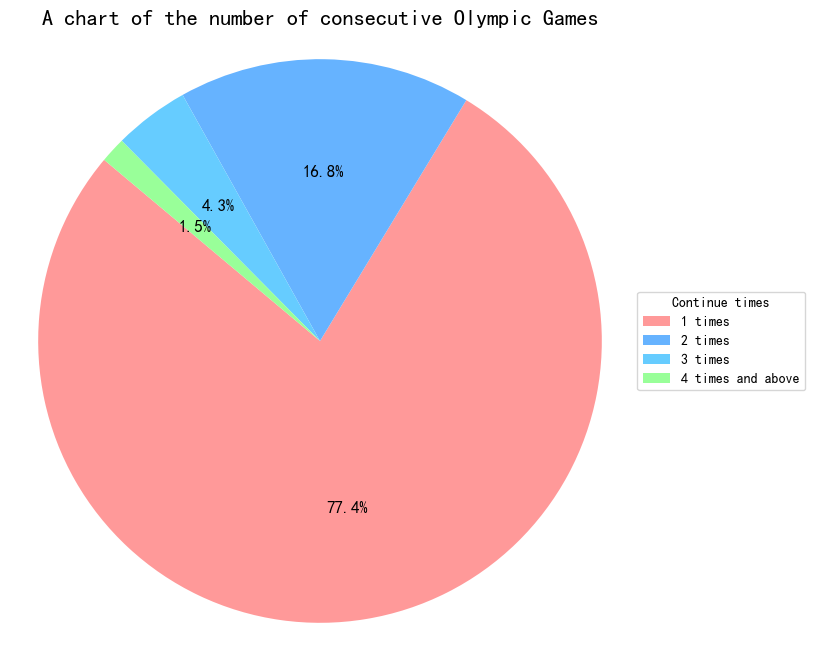 A chart of the number of consecutive Olympic Games
16.8%
4.3%
1.5%
77.4%
Continue times
1 times
2 times
3 times
4 times and above